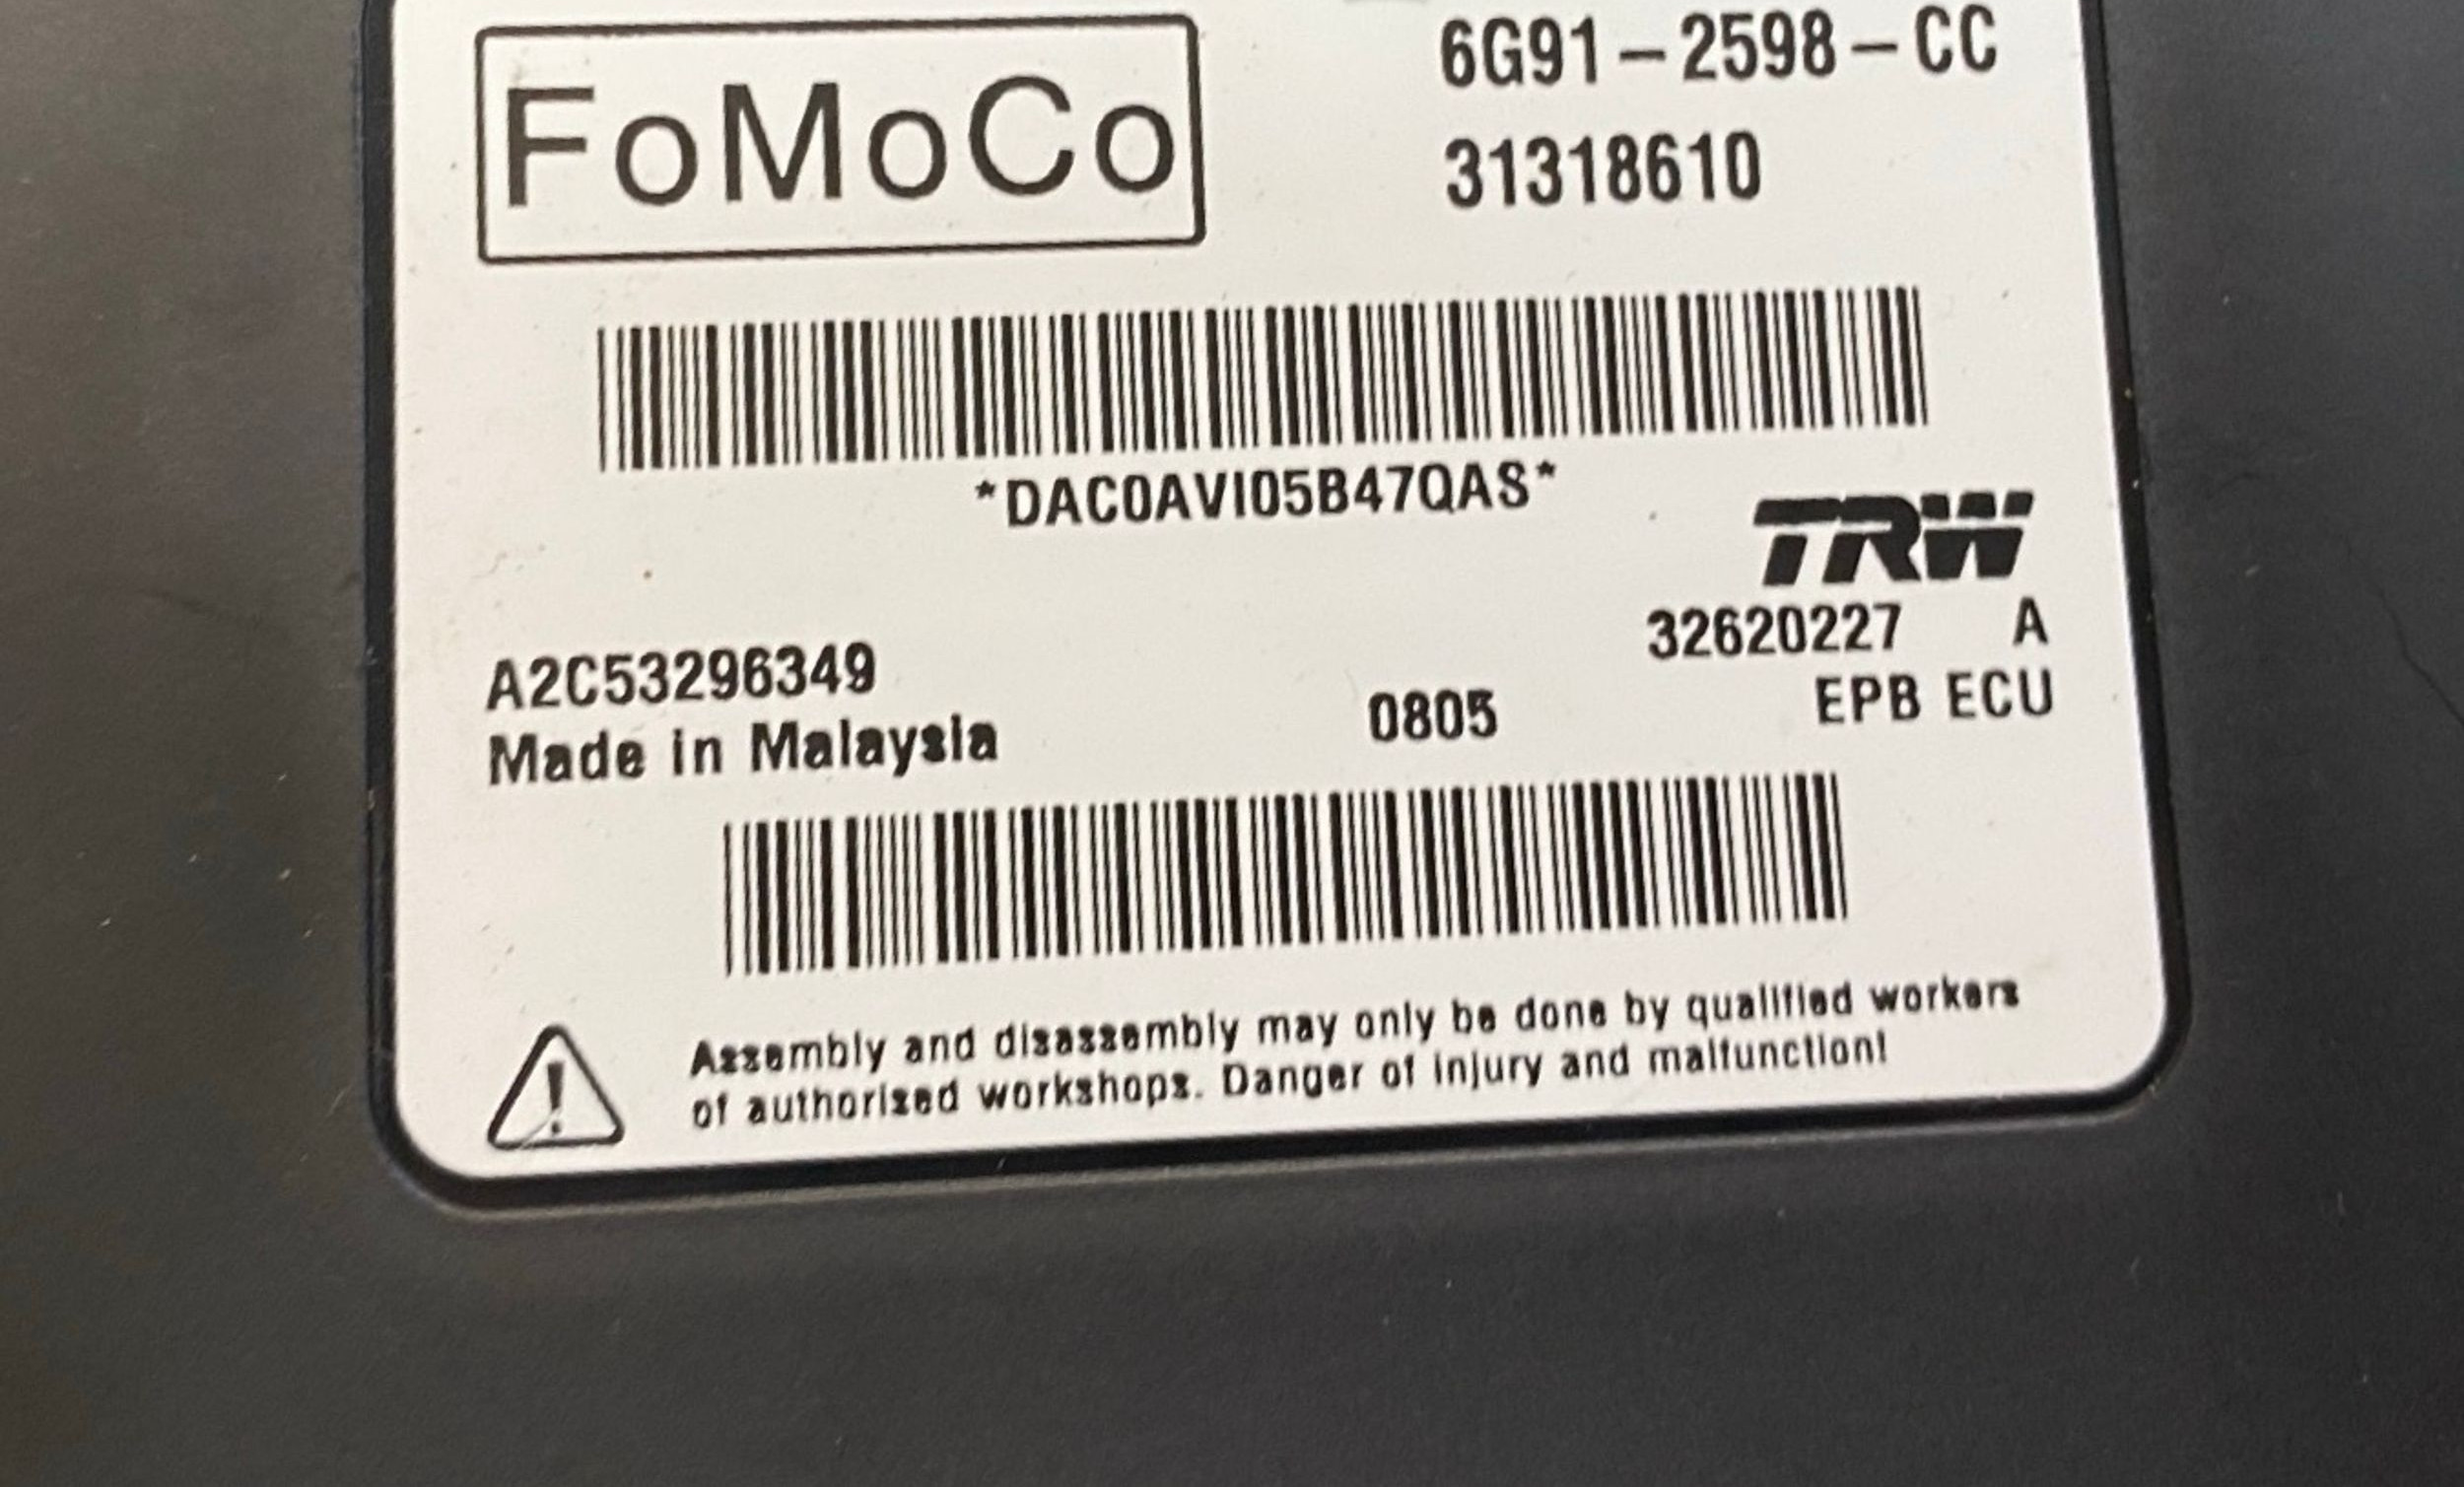 FoMoCo
6G91-2598-CC
31318610
*DAC0AVI05B47QAS*
TRW
32620227 A
A2C53296349
0805
EPB ECU
Made in Malaysia
Assembly and disassembly may only be done by qualified workers
of authorised workshops. Danger of injury and malfunction!